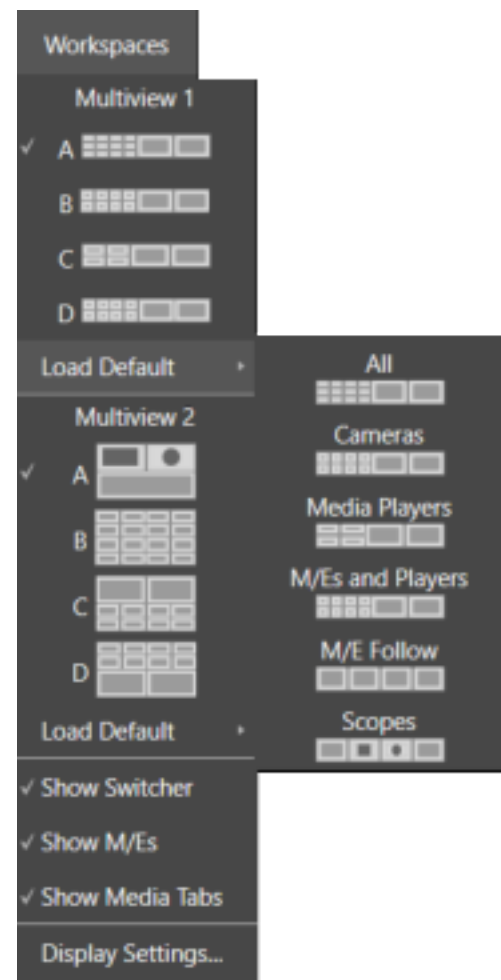 Workspaces
Multiview 1
✓ A
B
C
D
Load Default
Multiview 2
✓ A
B
C
D
Load Default
✓ Show Switcher
✓ Show M/Es
✓ Show Media Tabs
Display Settings...
All
Cameras
Media Players
M/Es and Players
M/E Follow
Scopes